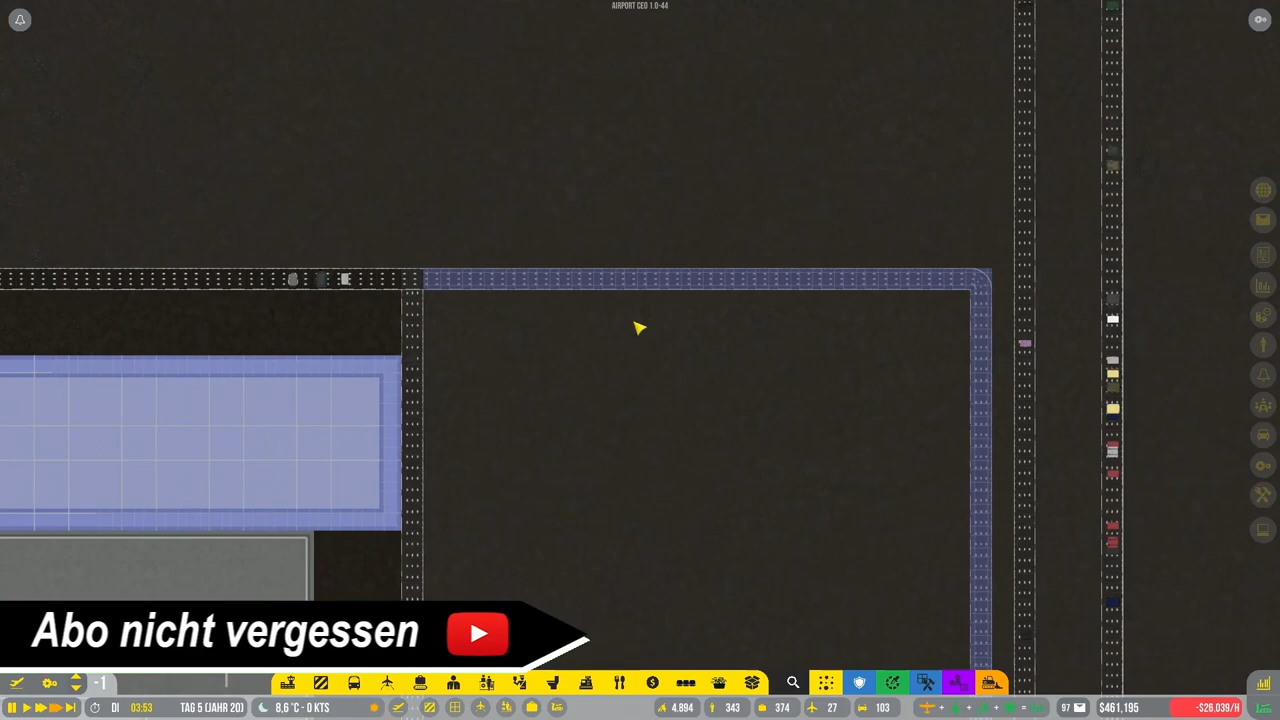 AIRPORT CEO 1.0-44
Abo nicht vergessen
-1
03:53
TAG 5 (JAHR 20)
8,6 °C - 0 KTS
4.894
343
374
27
103
97
$461,195
-$26.039/H